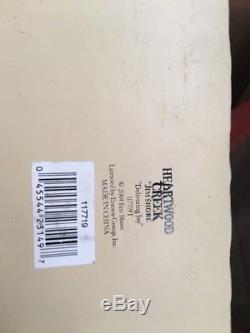 HEARTWOOD
CREEK
"JIM SHORE
"Delivering Joy"
117791
© 2004 Jim Shore
Licensed by Enesco Group, Inc.
MADE IN CHINA
117719
0 45544 25149 7